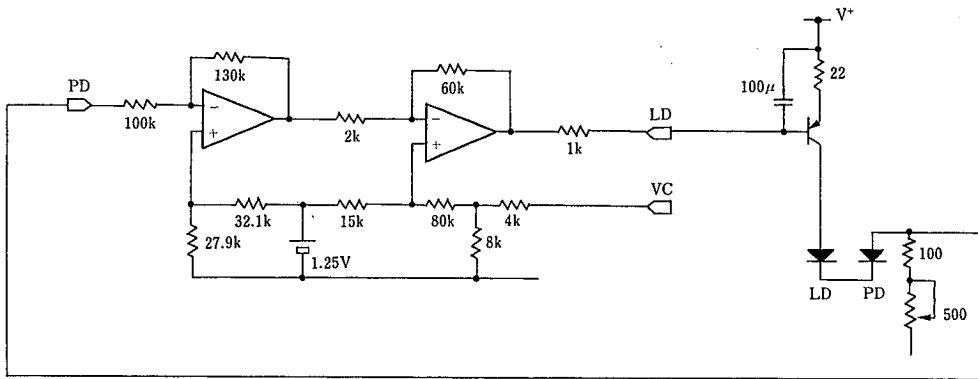 V+
130k
60k
22
PD
100μ
100k
2k
LD
1k
VC
32.1k
15k
80k
4k
27.9k
8k
1.25V
100
LD
PD
500
−
+
−
+